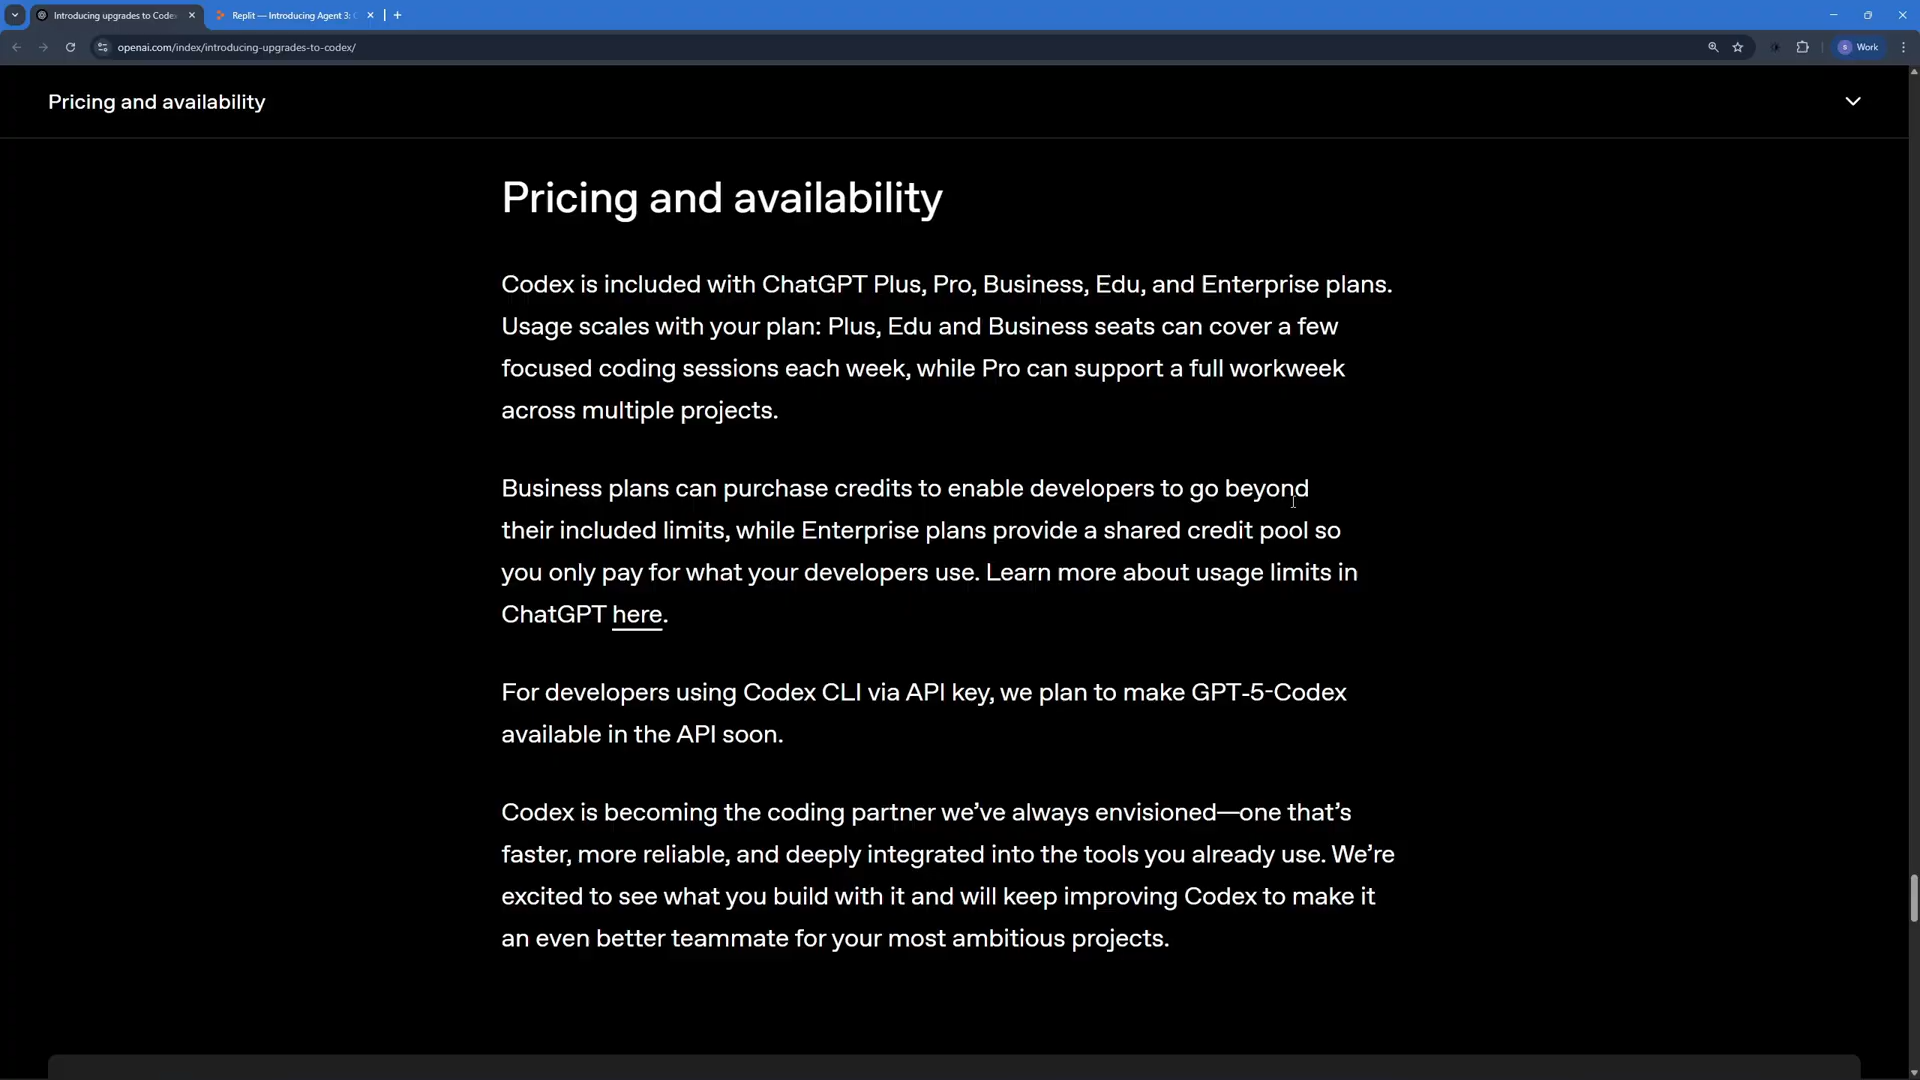 Introducing upgrades to Codex
Replit — Introducing Agent 3:
openai.com/index/introducing-upgrades-to-codex/
S
Work
Pricing and availability
Pricing and availability
Codex is included with ChatGPT Plus, Pro, Business, Edu, and Enterprise plans.
Usage scales with your plan: Plus, Edu and Business seats can cover a few
focused coding sessions each week, while Pro can support a full workweek
across multiple projects.
Business plans can purchase credits to enable developers to go beyond
their included limits, while Enterprise plans provide a shared credit pool so
you only pay for what your developers use. Learn more about usage limits in
ChatGPT here.
For developers using Codex CLI via API key, we plan to make GPT-5-Codex
available in the API soon.
Codex is becoming the coding partner we’ve always envisioned—one that’s
faster, more reliable, and deeply integrated into the tools you already use. We’re
excited to see what you build with it and will keep improving Codex to make it
an even better teammate for your most ambitious projects.